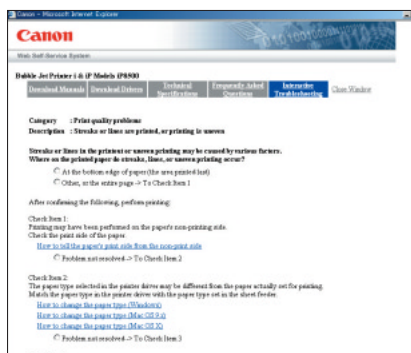 Canon - Microsoft Internet Explorer
Canon
Web Self-Service System
Bubble Jet Printer i & iP Models iP8500
Download Manuals
Download Drivers
Technical Specifications
Frequently Asked Questions
Interactive Troubleshooting
Close Window
Category : Print quality problems
Description : Streaks or lines are printed, or printing is uneven
Streaks or lines in the printout or uneven printing may be caused by various factors.
Where on the printed paper do streaks, lines, or uneven printing occur?
At the bottom edge of paper (the area printed last)
Other, or the entire page -> To Check Item 1
After confirming the following, perform printing:
Check Item 1:
Printing may have been performed on the paper's non-printing side.
Check the print side of the paper.
How to tell the paper's print side from the non-print side
Problem not resolved -> To Check Item 2
Check Item 2:
The paper type selected in the printer driver may be different from the paper actually set for printing.
Match the paper type in the printer driver with the paper type set in the sheet feeder.
How to change the paper type (Windows)
How to change the paper type (Mac OS 9.x)
How to change the paper type (Mac OS X)
Problem not resolved -> To Check Item 3